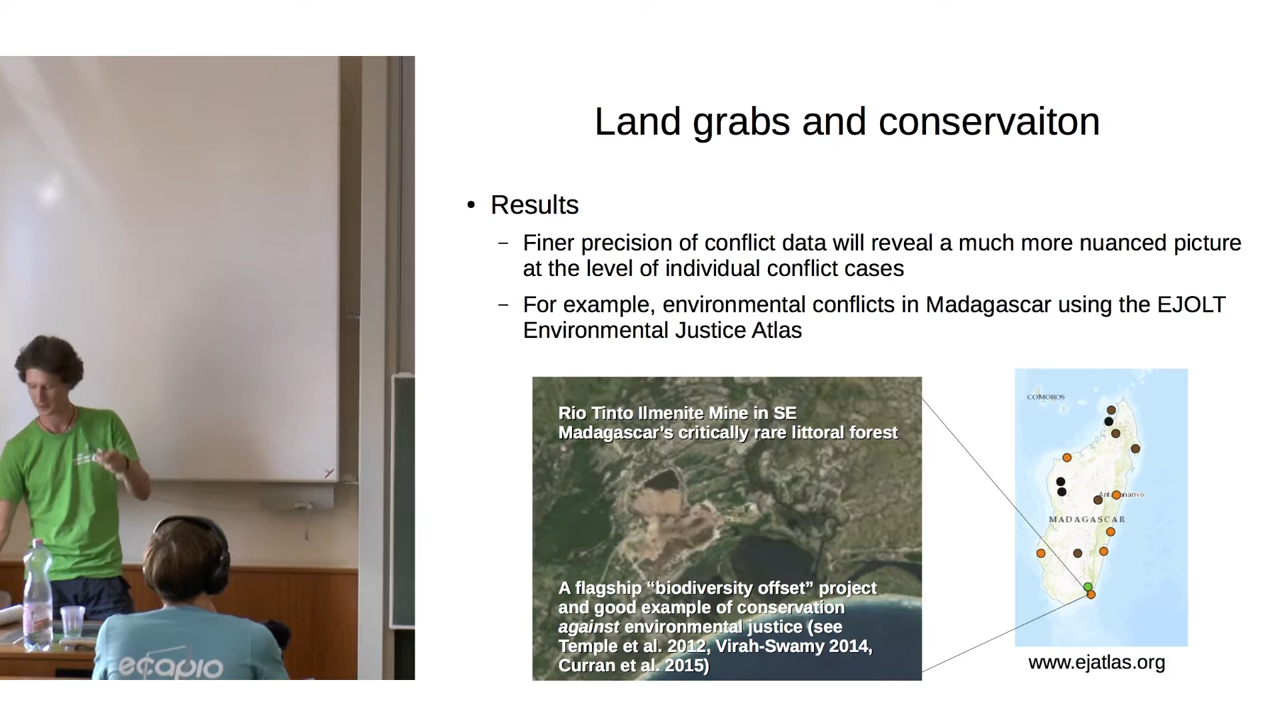 Land grabs and conservaiton
• Results
– Finer precision of conflict data will reveal a much more nuanced picture
at the level of individual conflict cases
– For example, environmental conflicts in Madagascar using the EJOLT
Environmental Justice Atlas
Rio Tinto Ilmenite Mine in SE
Madagascar's critically rare littoral forest
A flagship “biodiversity offset” project
and good example of conservation
against environmental justice (see
Temple et al. 2012, Virah-Swamy 2014,
Curran et al. 2015)
COMOROS
MADAGASCAR
www.ejatlas.org